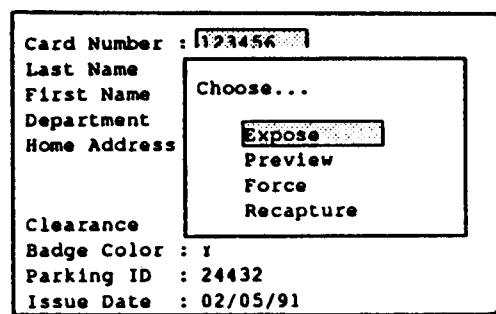 Card Number : 123456
Last Name
First Name
Department
Home Address
Choose...
Expose
Preview
Force
Recapture
Clearance
Badge Color :
Parking ID : 24432
Issue Date : 02/05/91